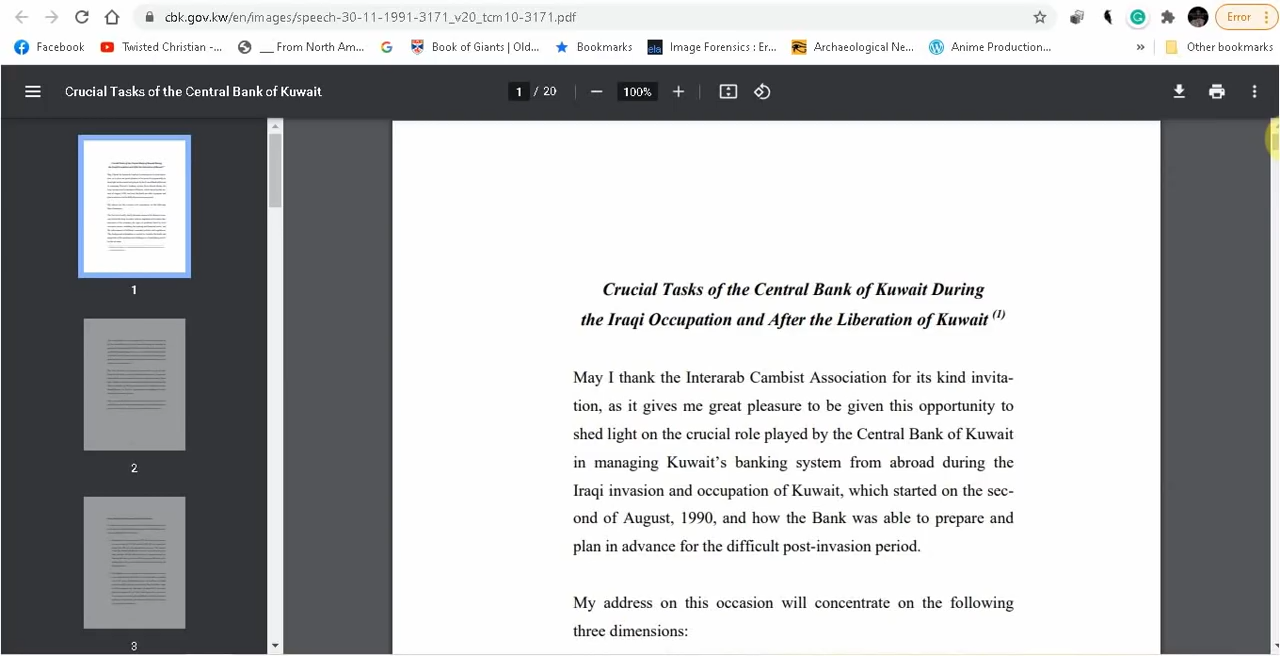 cbk.gov.kw/en/images/speech-30-11-1991-3171_v20_tcm10-3171.pdf
Error
Facebook
Twisted Christian -...
__ From North Am...
Book of Giants | Old...
Bookmarks
ela
Image Forensics : Er...
Archaeological Ne...
Anime Production...
»
Other bookmarks
Crucial Tasks of the Central Bank of Kuwait
1 / 20
100%
1
2
3
Crucial Tasks of the Central Bank of Kuwait During
the Iraqi Occupation and After the Liberation of Kuwait (1)
May I thank the Interarab Cambist Association for its kind invita-
tion, as it gives me great pleasure to be given this opportunity to
shed light on the crucial role played by the Central Bank of Kuwait
in managing Kuwait's banking system from abroad during the
Iraqi invasion and occupation of Kuwait, which started on the sec-
ond of August, 1990, and how the Bank was able to prepare and
plan in advance for the difficult post-invasion period.
My address on this occasion will concentrate on the following
three dimensions: